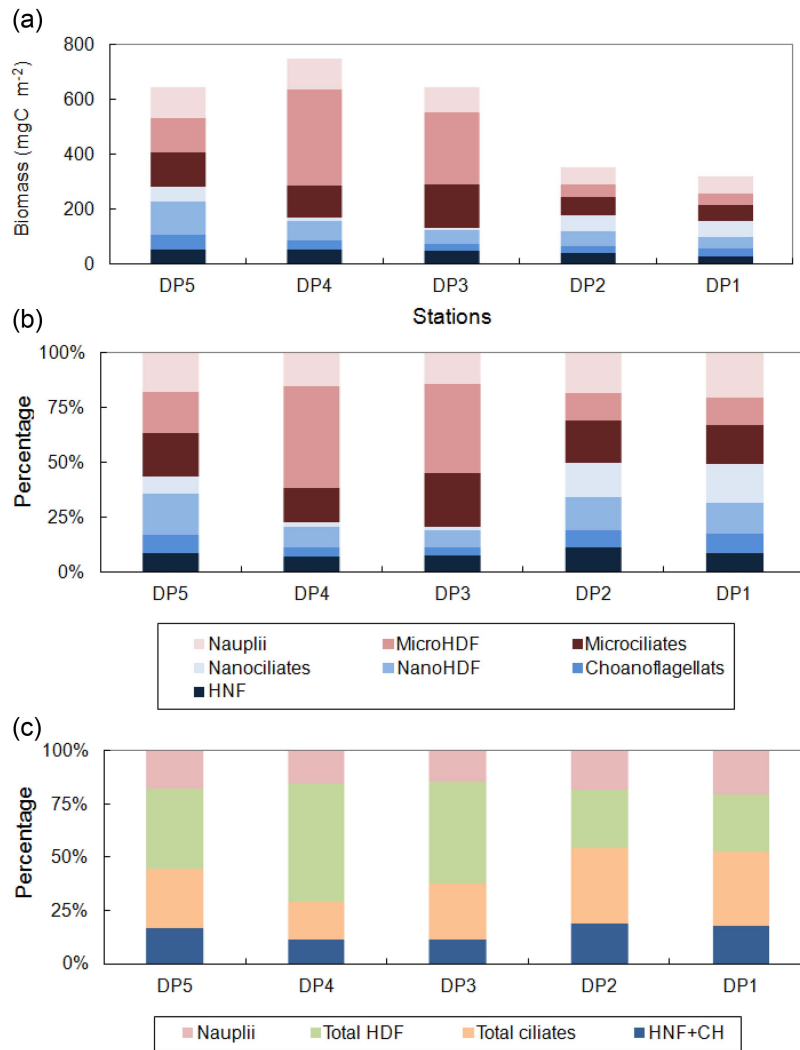 (a)
800
600
400
200
0
Biomass (mgC m-2)
DP5 DP4 DP3 DP2 DP1
Stations
(b)
100%
75%
50%
25%
0%
Percentage
DP5 DP4 DP3 DP2 DP1
Nauplii MicroHDF Microciliates
Nanociliates NanoHDF Choanoflagellats
HNF
(c)
100%
75%
50%
25%
0%
Percentage
DP5 DP4 DP3 DP2 DP1
Nauplii Total HDF Total ciliates HNF+CH